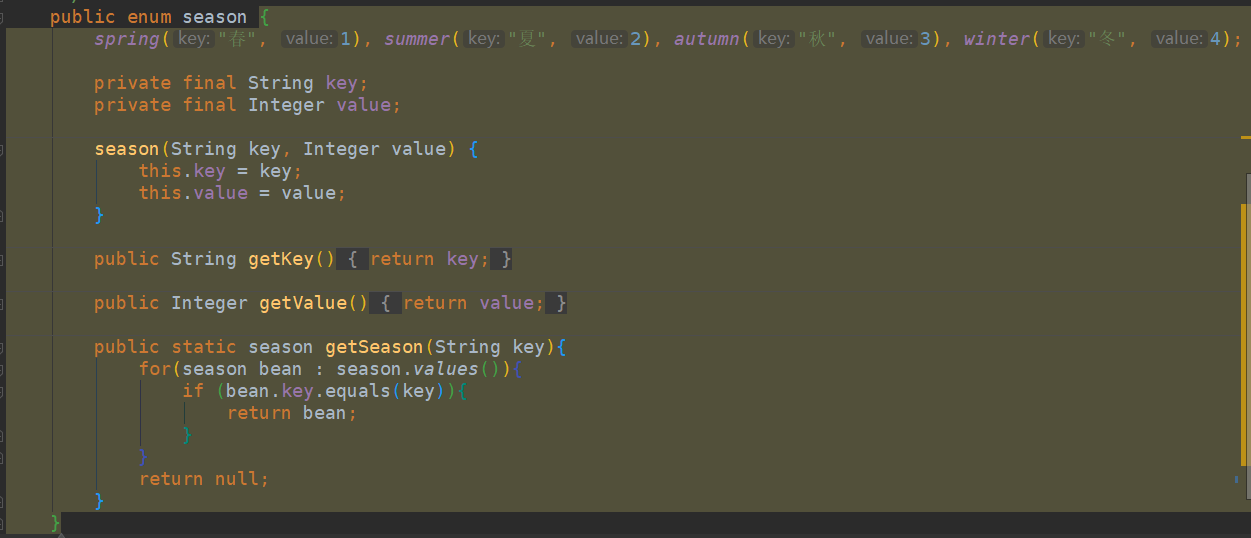 public enum season {
spring( key: "春", value: 1), summer( key: "夏", value: 2), autumn( key: "秋", value: 3), winter( key: "冬", value: 4);
private final String key;
private final Integer value;
season(String key, Integer value) {
this.key = key;
this.value = value;
}
public String getKey() { return key; }
public Integer getValue() { return value; }
public static season getSeason(String key){
for(season bean : season.values()){
if (bean.key.equals(key)){
return bean;
}
}
return null;
}
}